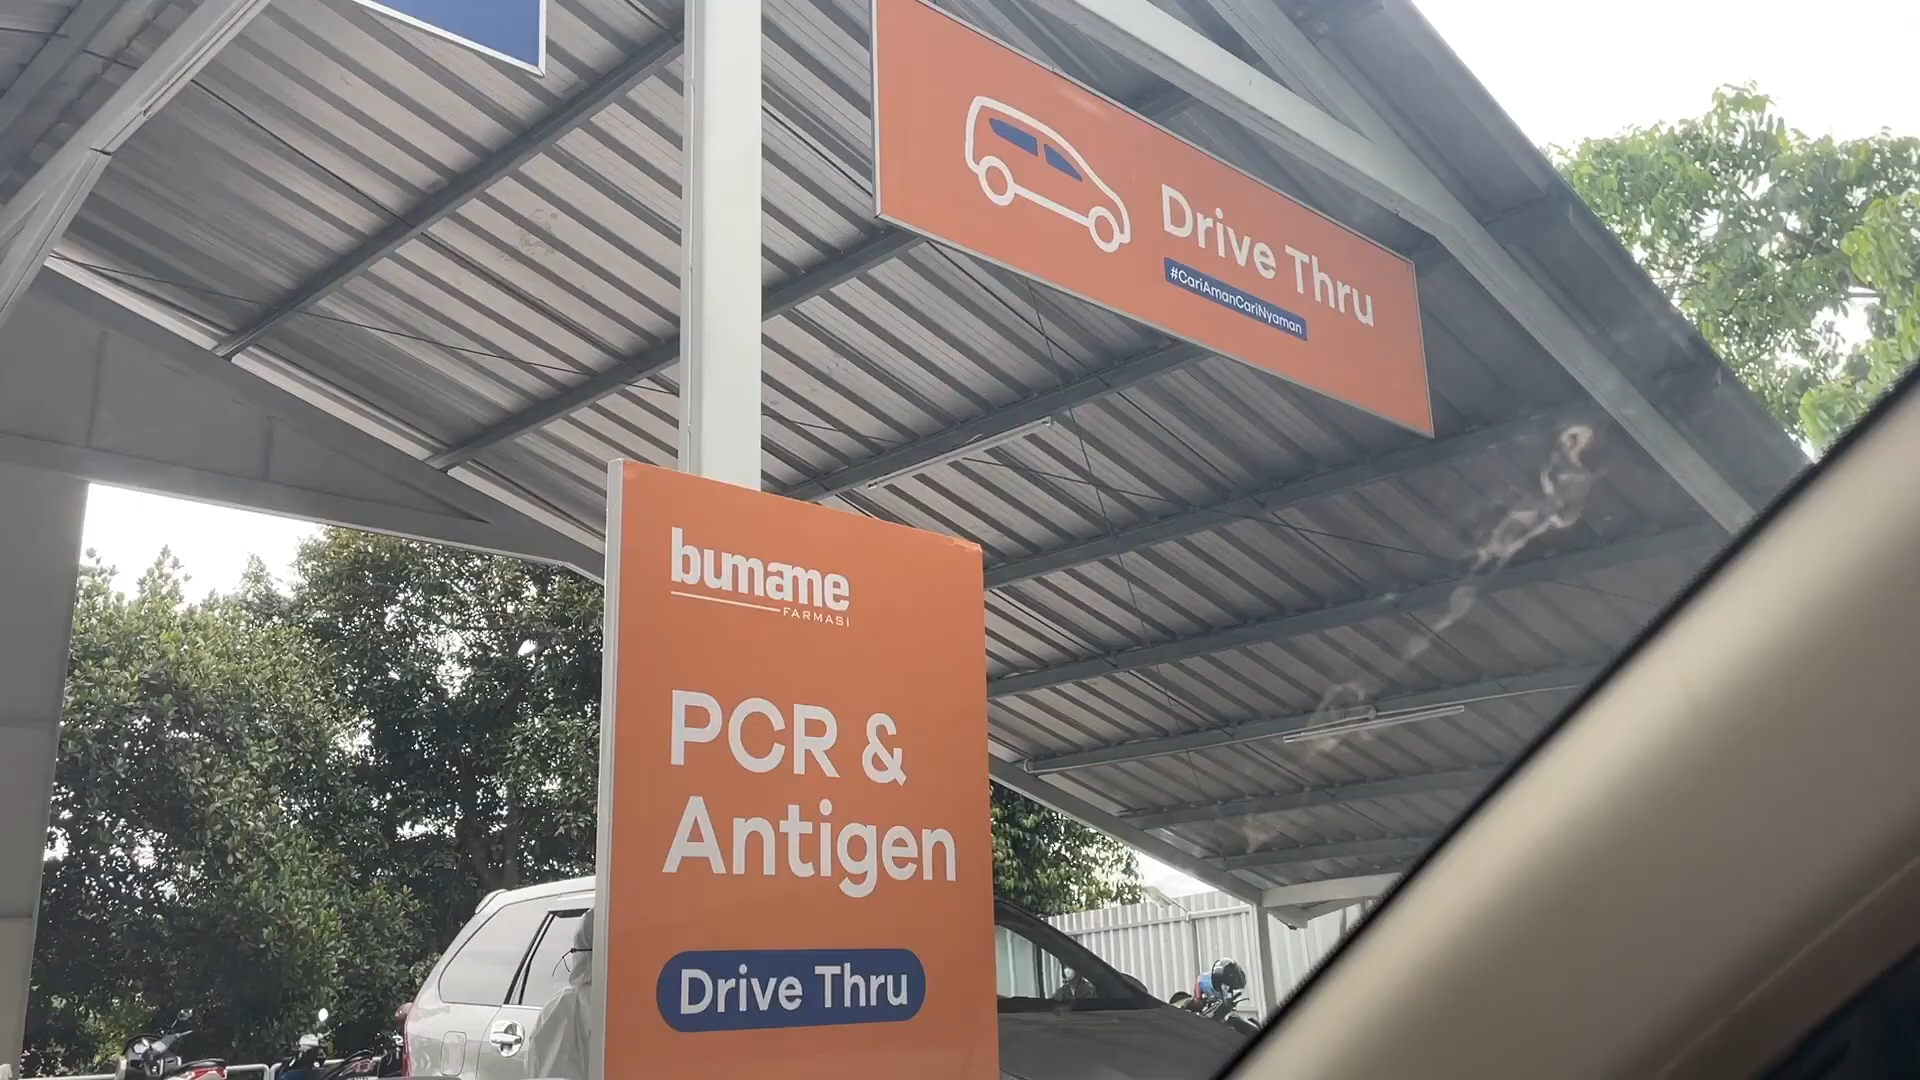 Drive Thru
#CariAmanCariNyaman
bumame
FARMASI
PCR &
Antigen
Drive Thru